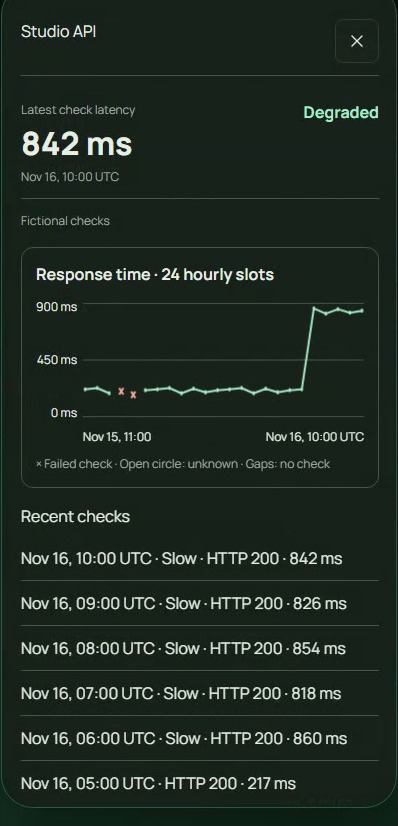 Studio API
Latest check latency
Degraded
842 ms
Nov 16, 10:00 UTC
Fictional checks
Response time · 24 hourly slots
900 ms
450 ms
0 ms
Nov 15, 11:00
Nov 16, 10:00 UTC
× Failed check · Open circle: unknown · Gaps: no check
Recent checks
Nov 16, 10:00 UTC · Slow · HTTP 200 · 842 ms
Nov 16, 09:00 UTC · Slow · HTTP 200 · 826 ms
Nov 16, 08:00 UTC · Slow · HTTP 200 · 854 ms
Nov 16, 07:00 UTC · Slow · HTTP 200 · 818 ms
Nov 16, 06:00 UTC · Slow · HTTP 200 · 860 ms
Nov 16, 05:00 UTC · HTTP 200 · 217 ms